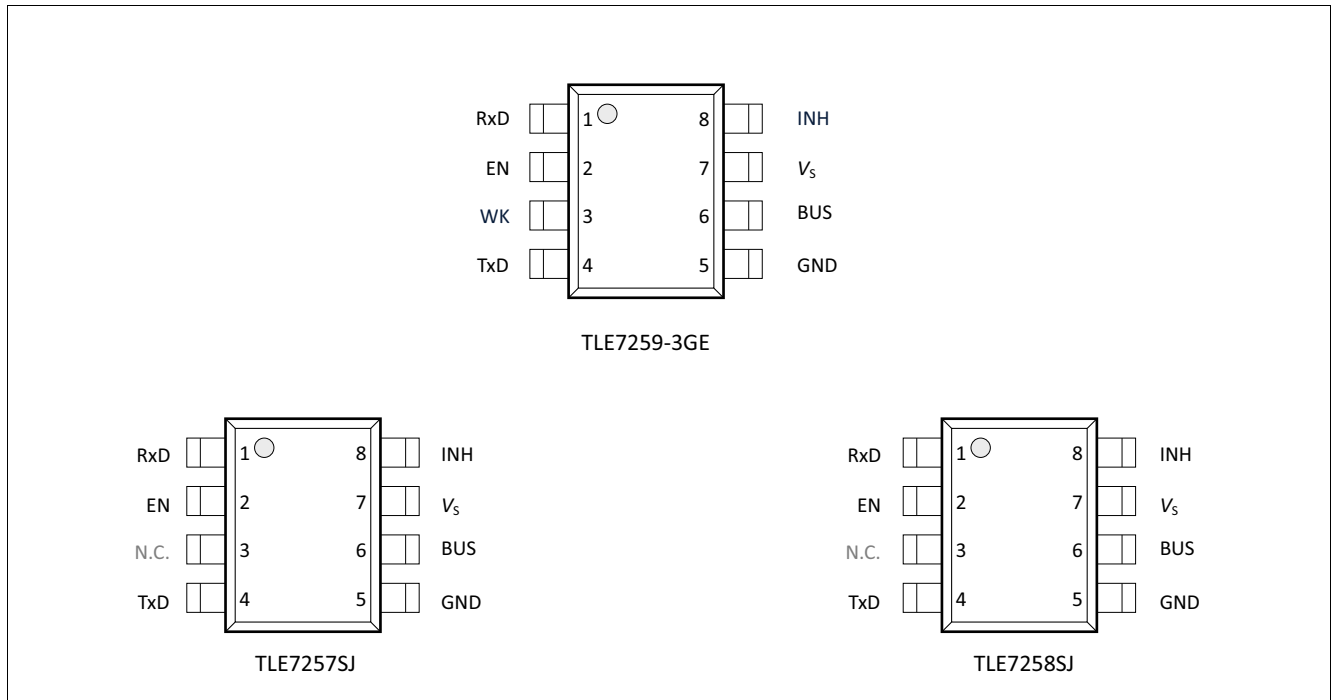 RxD 1 8 INH
EN 2 7 VS
WK 3 6 BUS
TxD 4 5 GND
TLE7259-3GE
RxD 1 8 INH
EN 2 7 VS
N.C. 3 6 BUS
TxD 4 5 GND
TLE7257SJ
RxD 1 8 INH
EN 2 7 VS
N.C. 3 6 BUS
TxD 4 5 GND
TLE7258SJ